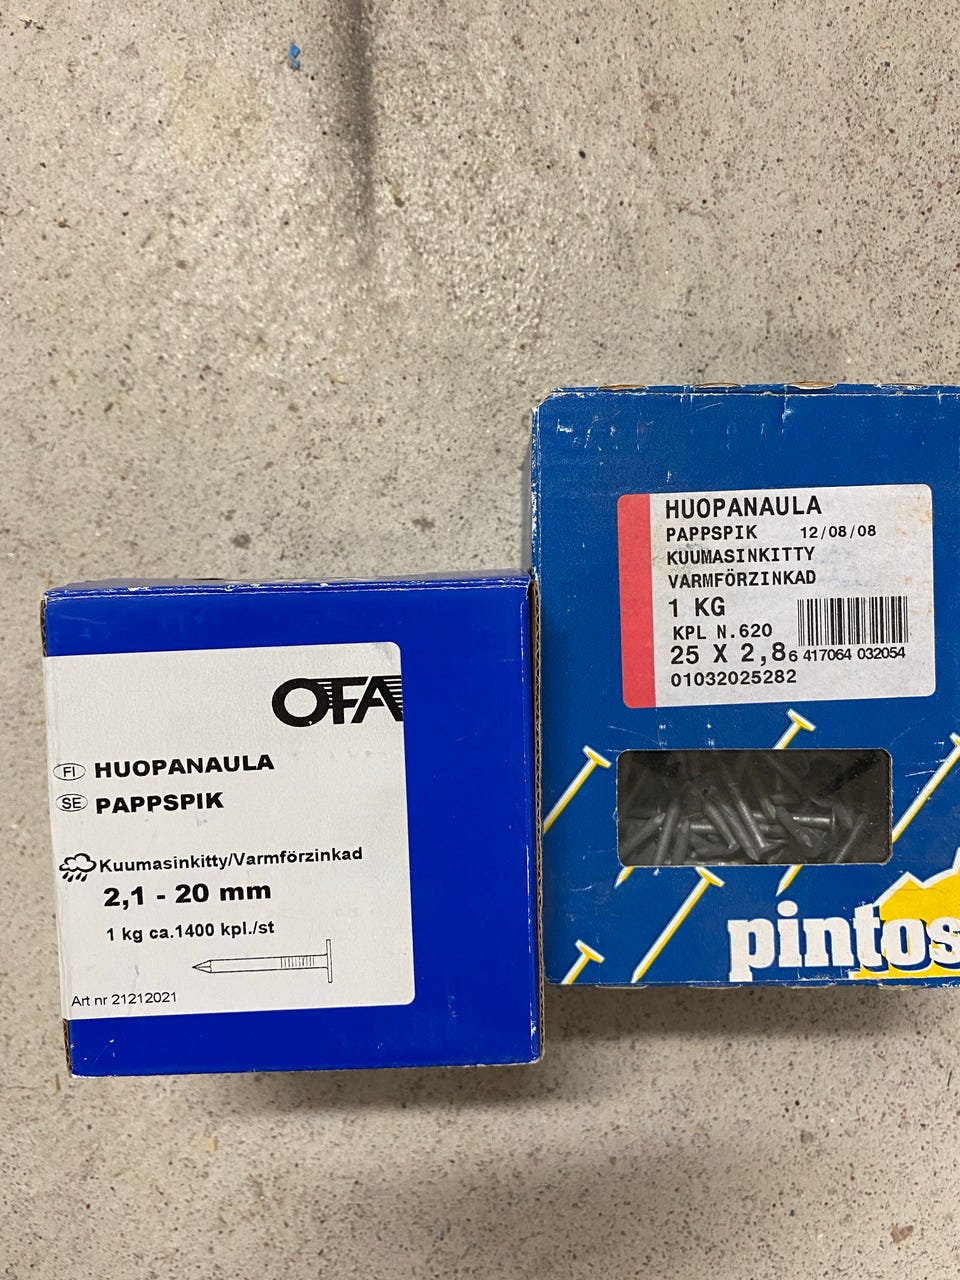 HUOPANAULA
PAPPSPIK 12/08/08
KUUMASINKITTY
VARMFÖRZINKAD
1 KG
KPL N.620
25 X 2,8
6 417064 032054
01032025282
pintos
OFA
FI HUOPANAULA
SE PAPPSPIK
Kuumasinkitty/Varmförzinkad
2,1 - 20 mm
1 kg ca.1400 kpl./st
Art nr 21212021